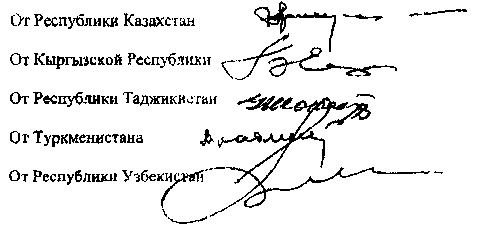 От Республики Казахстан
От Кыргызской Республики
От Республики Таджикистан
От Туркменистана
От Республики Узбекистан